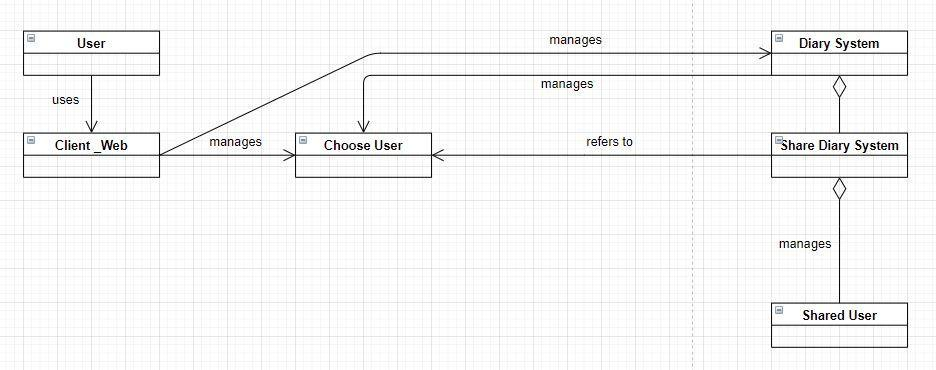 manages
User
Diary System
manages
uses
Client _Web
manages
Choose User
refers to
Share Diary System
manages
Shared User